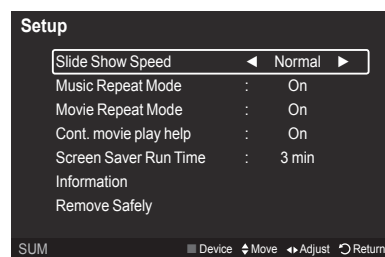 Setup
Slide Show Speed ◀ Normal ▶
Music Repeat Mode : On
Movie Repeat Mode : On
Cont. movie play help : On
Screen Saver Run Time : 3 min
Information
Remove Safely
SUM Device Move Adjust Return